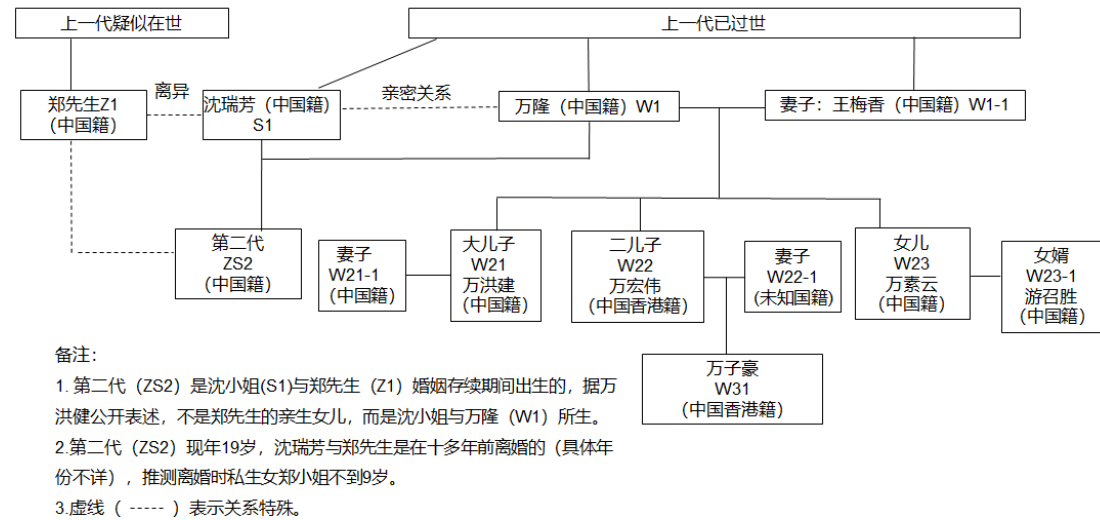 上一代疑似在世
上一代已过世
郑先生Z1
（中国籍）
离异
沈瑞芳（中国籍）
S1
亲密关系
万隆（中国籍）W1
妻子：王梅香（中国籍）W1-1
第二代
ZS2
（中国籍）
妻子
W21-1
（中国籍）
大儿子
W21
万洪建
（中国籍）
二儿子
W22
万宏伟
（中国香港籍）
妻子
W22-1
(未知国籍）
女儿
W23
万素云
（中国籍）
女婿
W23-1
游召胜
（中国籍）
万子豪
W31
（中国香港籍）
备注：
1. 第二代（ZS2）是沈小姐(S1)与郑先生（Z1）婚姻存续期间出生的，据万
洪健公开表述，不是郑先生的亲生女儿，而是沈小姐与万隆（W1）所生。
2.第二代（ZS2）现年19岁，沈瑞芳与郑先生是在十多年前离婚的（具体年
份不详），推测离婚时私生女郑小姐不到9岁。
3.虚线（ ----- ）表示关系特殊。